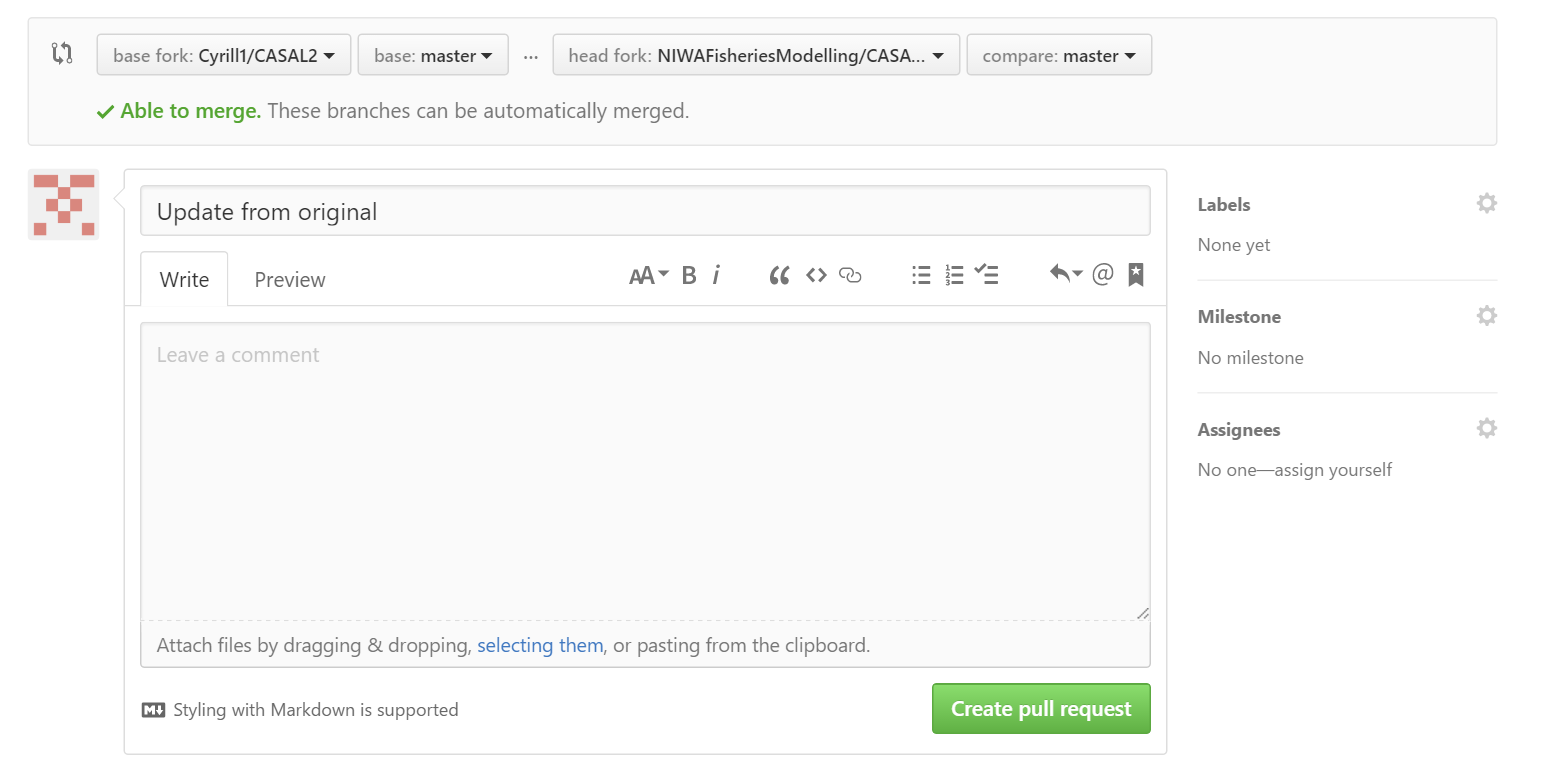 base fork: Cyrill1/CASAL2 base: master ... head fork: NIWAFisheriesModelling/CASA... compare: master
Able to merge. These branches can be automatically merged.
Update from original
Write Preview AA B i “ <> 1 2 3 @
Leave a comment
Attach files by dragging & dropping, selecting them, or pasting from the clipboard.
M Styling with Markdown is supported
Create pull request
Labels
None yet
Milestone
No milestone
Assignees
No one—assign yourself